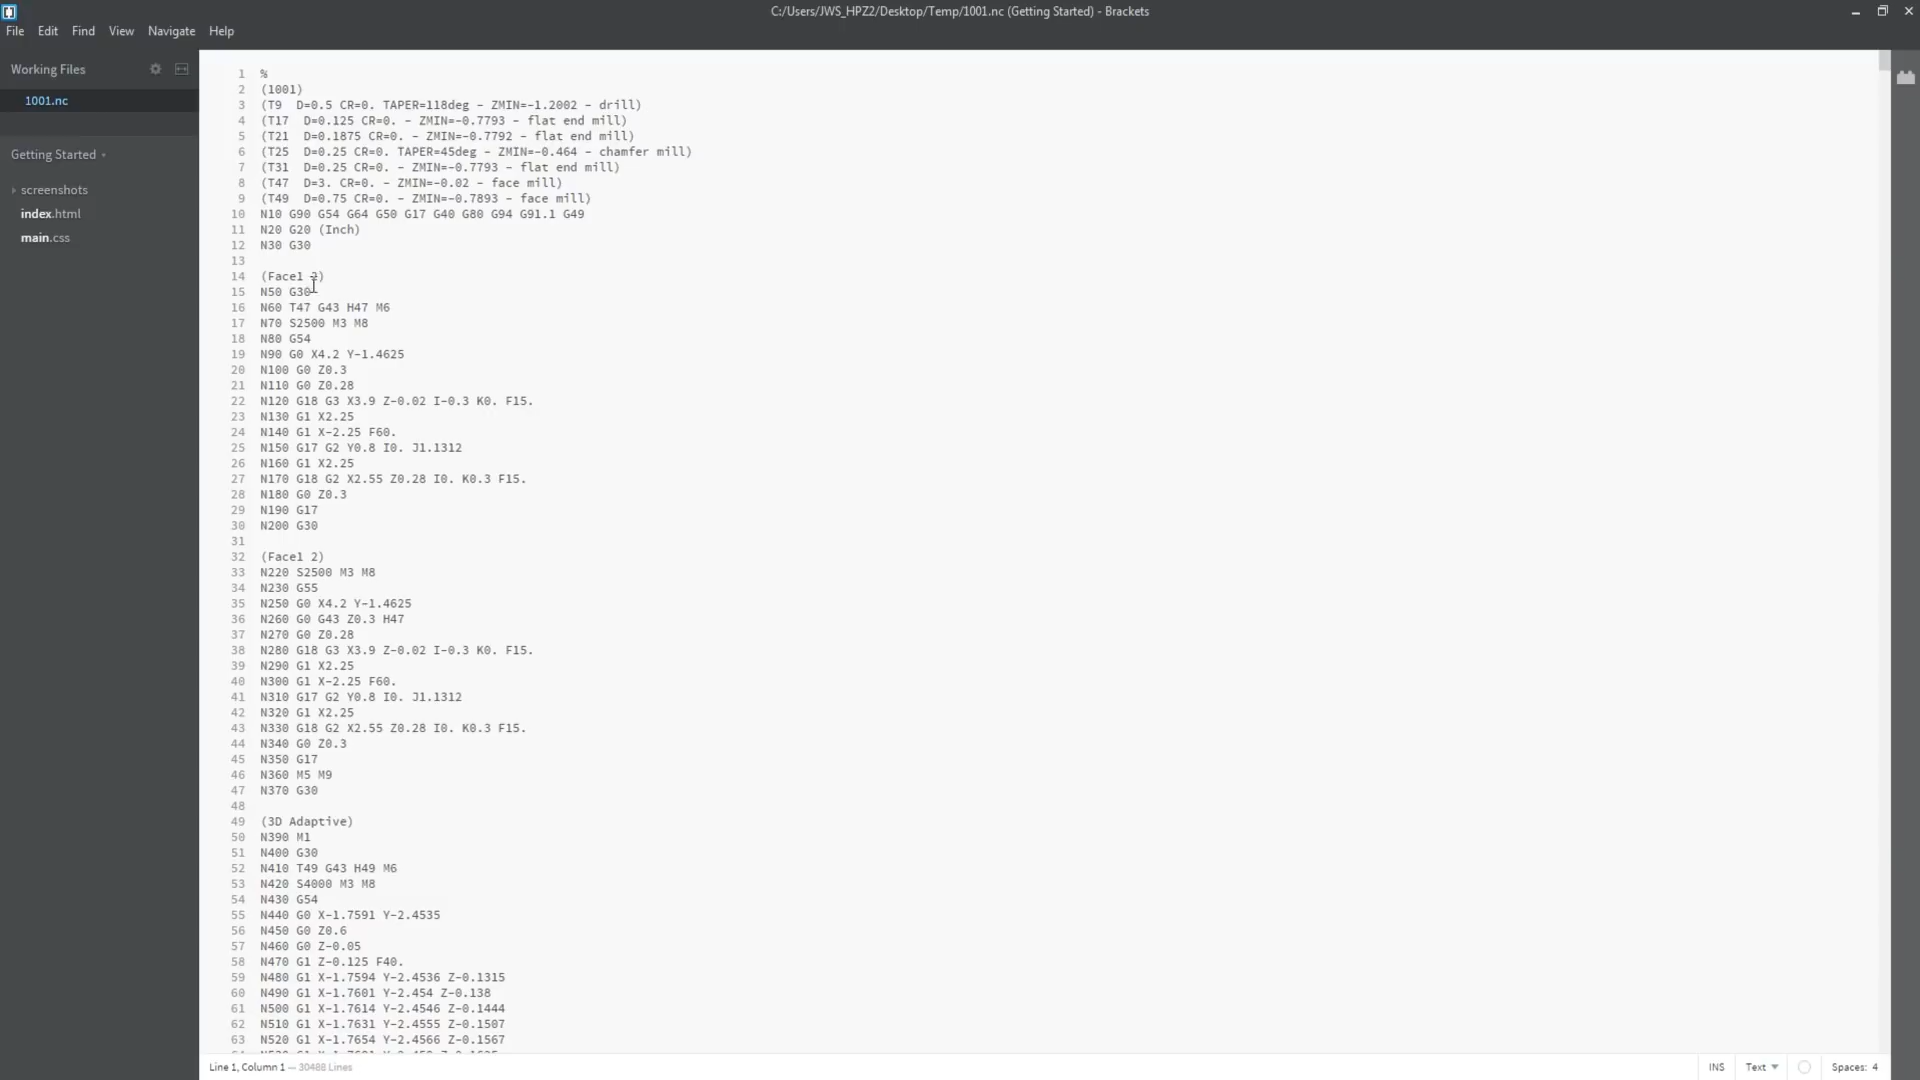 C:/Users/JWS_HPZ2/Desktop/Temp/1001.nc (Getting Started) - Brackets
File Edit Find View Navigate Help
Working Files
1001.nc
Getting Started
screenshots
index.html
main.css
1 %
2 (1001)
3 (T9  D=0.5 CR=0. TAPER=118deg - ZMIN=-1.2002 - drill)
4 (T17  D=0.125 CR=0. - ZMIN=-0.7793 - flat end mill)
5 (T21  D=0.1875 CR=0. - ZMIN=-0.7792 - flat end mill)
6 (T25  D=0.25 CR=0. TAPER=45deg - ZMIN=-0.464 - chamfer mill)
7 (T31  D=0.25 CR=0. - ZMIN=-0.7793 - flat end mill)
8 (T47  D=3. CR=0. - ZMIN=-0.02 - face mill)
9 (T49  D=0.75 CR=0. - ZMIN=-0.7893 - face mill)
10 N10 G90 G54 G64 G50 G17 G40 G80 G94 G91.1 G49
11 N20 G20 (Inch)
12 N30 G30
13
14 (Face1
15 N50 G30
16 N60 T47 G43 H47 M6
17 N70 S2500 M3 M8
18 N80 G54
19 N90 G0 X4.2 Y-1.4625
20 N100 G0 Z0.3
21 N110 G0 Z0.28
22 N120 G18 G3 X3.9 Z-0.02 I-0.3 K0. F15.
23 N130 G1 X2.25
24 N140 G1 X-2.25 F60.
25 N150 G17 G2 Y0.8 I0. J1.1312
26 N160 G1 X2.25
27 N170 G18 G2 X2.55 Z0.28 I0. K0.3 F15.
28 N180 G0 Z0.3
29 N190 G17
30 N200 G30
31
32 (Face1 2)
33 N220 S2500 M3 M8
34 N230 G55
35 N250 G0 X4.2 Y-1.4625
36 N260 G0 G43 Z0.3 H47
37 N270 G0 Z0.28
38 N280 G18 G3 X3.9 Z-0.02 I-0.3 K0. F15.
39 N290 G1 X2.25
40 N300 G1 X-2.25 F60.
41 N310 G17 G2 Y0.8 I0. J1.1312
42 N320 G1 X2.25
43 N330 G18 G2 X2.55 Z0.28 I0. K0.3 F15.
44 N340 G0 Z0.3
45 N350 G17
46 N360 M5 M9
47 N370 G30
48
49 (3D Adaptive)
50 N390 M1
51 N400 G30
52 N410 T49 G43 H49 M6
53 N420 S4000 M3 M8
54 N430 G54
55 N440 G0 X-1.7591 Y-2.4535
56 N450 G0 Z0.6
57 N460 G0 Z-0.05
58 N470 G1 Z-0.125 F40.
59 N480 G1 X-1.7594 Y-2.4536 Z-0.1315
60 N490 G1 X-1.7601 Y-2.454 Z-0.138
61 N500 G1 X-1.7614 Y-2.4546 Z-0.1444
62 N510 G1 X-1.7631 Y-2.4555 Z-0.1507
63 N520 G1 X-1.7654 Y-2.4566 Z-0.1567
Line 1, Column 1 — 30488 Lines
INS Text Spaces: 4